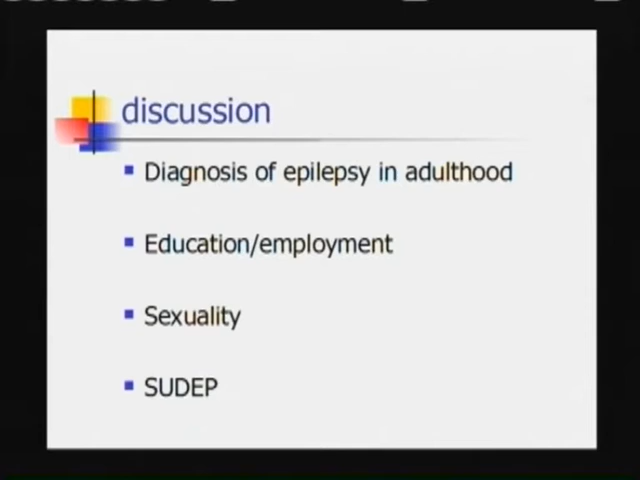 discussion
Diagnosis of epilepsy in adulthood
Education/employment
Sexuality
SUDEP